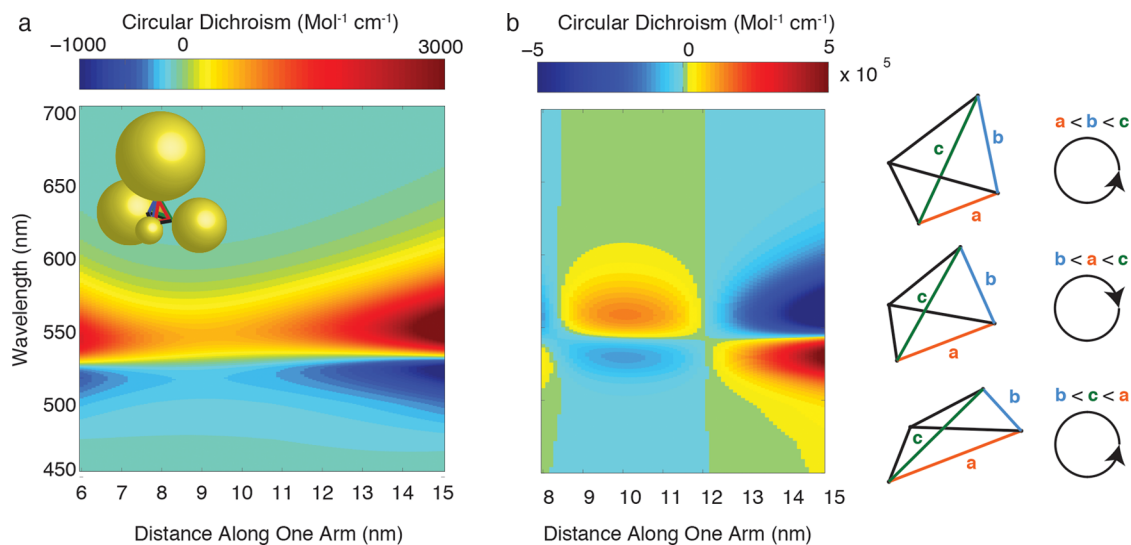 a
Circular Dichroism (Mol-1 cm-1)
−1000 0 3000
Wavelength (nm)
700
650
600
550
500
450
6 7 8 9 10 11 12 13 14 15
Distance Along One Arm (nm)
b
Circular Dichroism (Mol-1 cm-1)
−5 0 5
x 10 5
8 9 10 11 12 13 14 15
Distance Along One Arm (nm)
c b
a
a < b < c
c b
a
b < a < c
b
c
a
b < c < a